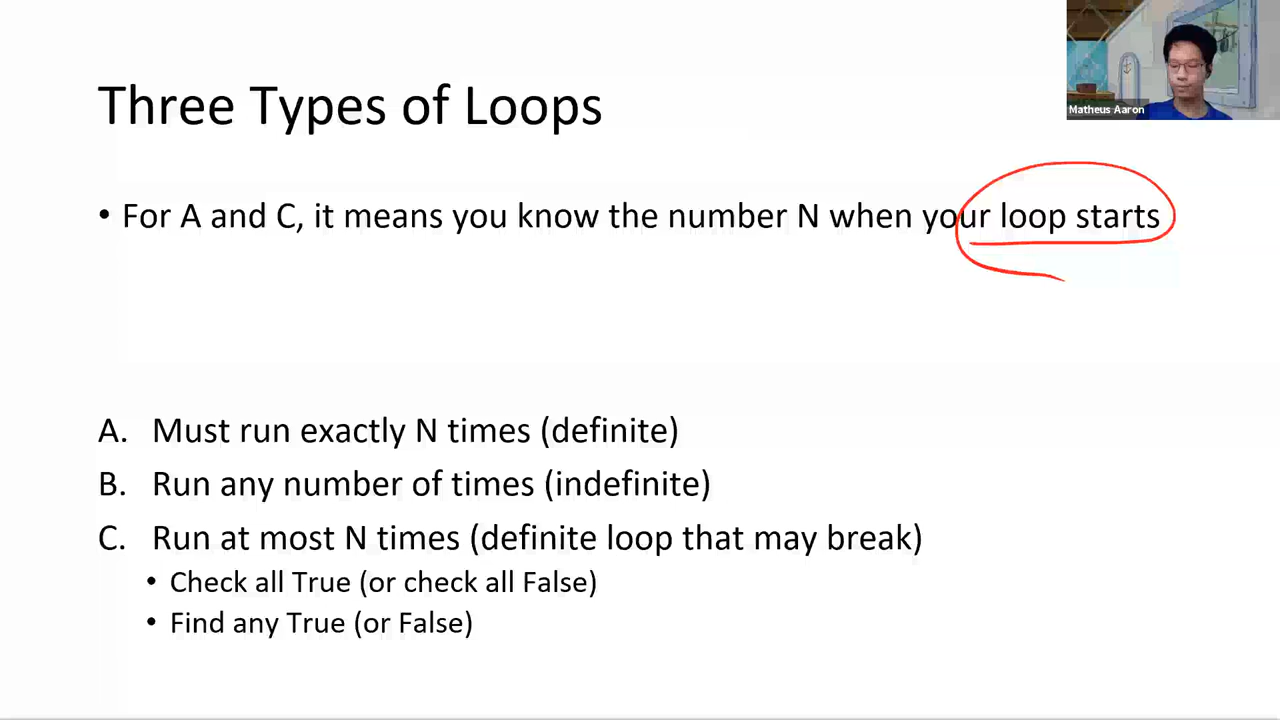 Three Types of Loops
Matheus Aaron
• For A and C, it means you know the number N when your loop starts
A. Must run exactly N times (definite)
B. Run any number of times (indefinite)
C. Run at most N times (definite loop that may break)
• Check all True (or check all False)
• Find any True (or False)